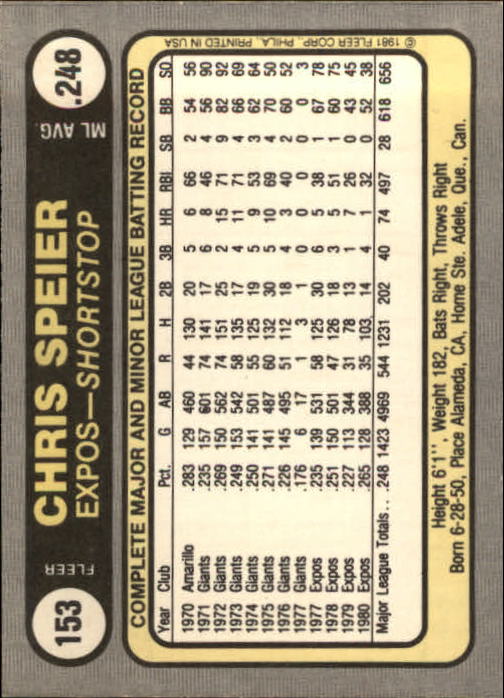 153
FLEER
CHRIS SPEIER
EXPOS—SHORTSTOP
ML AVG.
.248
COMPLETE MAJOR AND MINOR LEAGUE BATTING RECORD
Year Club Pct. G AB R H 2B 3B HR RBI SB BB SO
1970 Amarillo .283 129 460 44 130 20 5 6 66 2 54 56
1971 Giants .235 157 601 74 141 17 6 8 46 4 56 90
1972 Giants .269 150 562 74 151 25 2 15 71 9 82 92
1973 Giants .249 153 542 58 135 17 4 11 71 4 66 69
1974 Giants .250 141 501 55 125 19 5 9 53 3 62 64
1975 Giants .271 141 487 60 132 30 5 10 69 4 70 50
1976 Giants .226 145 495 51 112 18 4 3 40 2 60 52
1977 Giants .176 6 17 1 3 1 0 0 0 0 0 3
1977 Expos .235 139 531 58 125 30 6 5 38 1 67 78
1978 Expos .251 150 501 47 126 18 3 5 51 1 60 75
1979 Expos .227 113 344 31 78 13 1 7 26 0 43 45
1980 Expos .265 128 388 35 103 14 4 1 32 0 52 38
Major League Totals . . .248 1423 4969 544 1231 202 40 74 497 28 618 656
Height 6'1", Weight 182, Bats Right, Throws Right
Born 6-28-50, Place Alameda, CA, Home Ste. Adele, Que., Can.
© 1981 FLEER CORP., PHILA., PRINTED IN USA